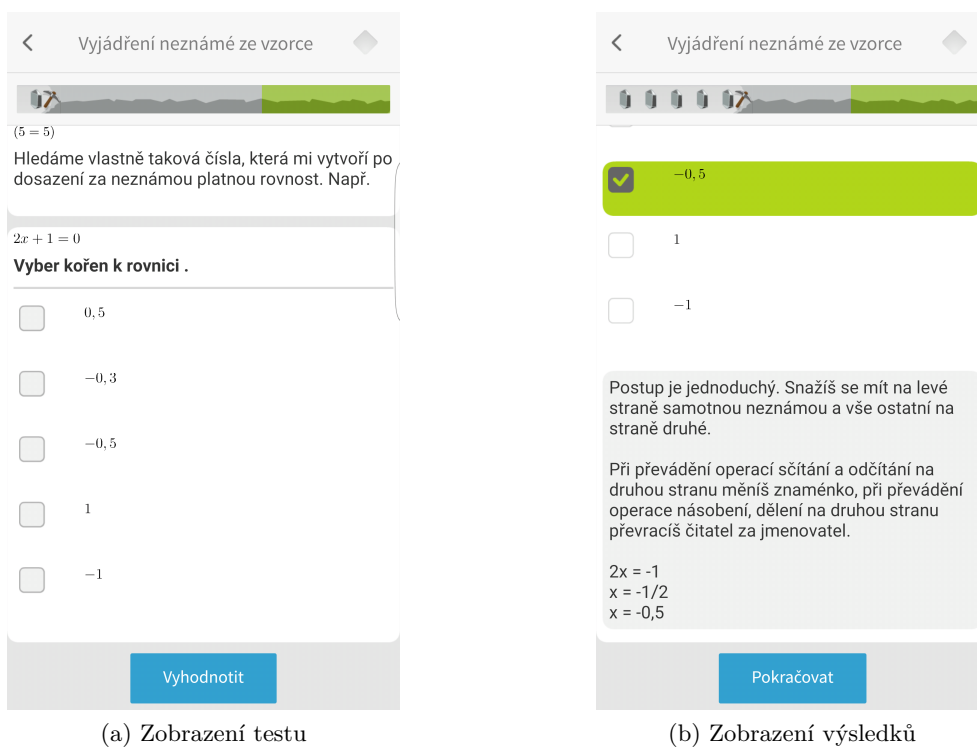 Vyjádření neznámé ze vzorce
(5 = 5)
Hledáme vlastně taková čísla, která mi vytvoří po
dosazení za neznámou platnou rovnost. Např.
2x + 1 = 0
Vyber kořen k rovnici .
0, 5
−0, 3
−0, 5
1
−1
Vyhodnotit
(a) Zobrazení testu
Vyjádření neznámé ze vzorce
−0, 5
1
−1
Postup je jednoduchý. Snažíš se mít na levé
straně samotnou neznámou a vše ostatní na
straně druhé.
Při převádění operací sčítání a odčítání na
druhou stranu měníš znaménko, při převádění
operace násobení, dělení na druhou stranu
převracíš čitatel za jmenovatel.
2x = -1
x = -1/2
x = -0,5
Pokračovat
(b) Zobrazení výsledků